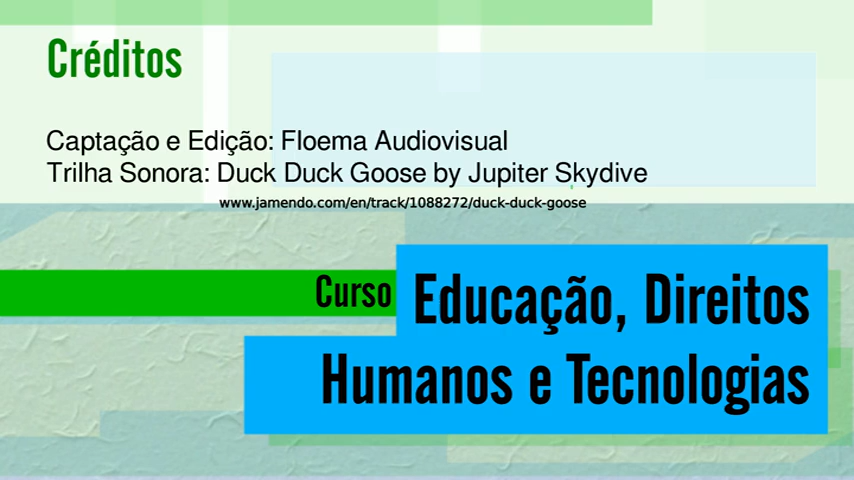 Créditos
Captação e Edição: Floema Audiovisual
Trilha Sonora: Duck Duck Goose by Jupiter Skydive
www.jamendo.com/en/track/1088272/duck-duck-goose
Curso Educação, Direitos
Humanos e Tecnologias